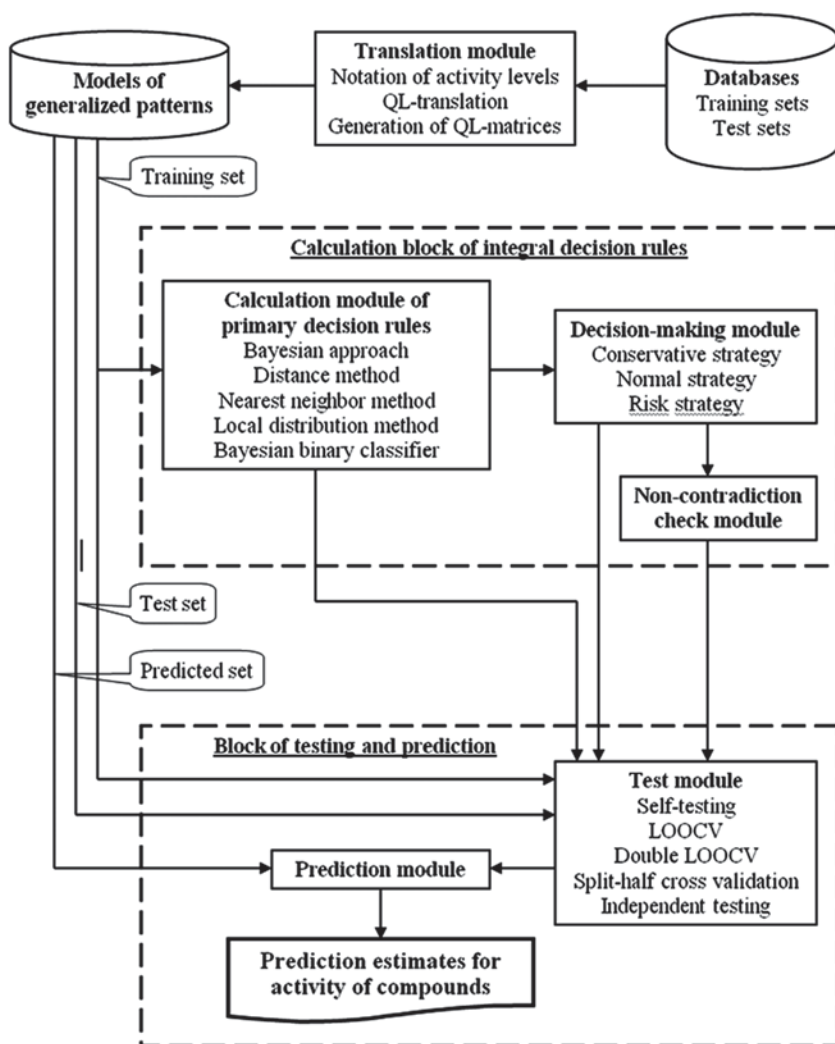 Models of
generalized patterns
Translation module
Notation of activity levels
QL-translation
Generation of QL-matrices
Databases
Training sets
Test sets
Training set
Calculation block of integral decision rules
Calculation module of
primary decision rules
Bayesian approach
Distance method
Nearest neighbor method
Local distribution method
Bayesian binary classifier
Decision-making module
Conservative strategy
Normal strategy
Risk strategy
Non-contradiction
check module
Test set
Predicted set
Block of testing and prediction
Test module
Self-testing
LOOCV
Double LOOCV
Split-half cross validation
Independent testing
Prediction module
Prediction estimates for
activity of compounds